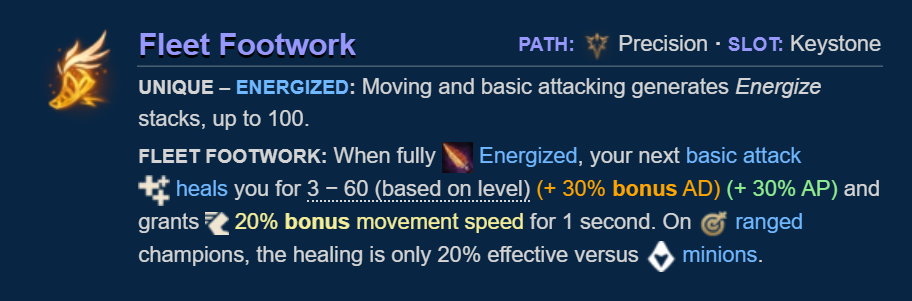 Fleet Footwork PATH: Precision · SLOT: Keystone
UNIQUE – ENERGIZED: Moving and basic attacking generates Energize
stacks, up to 100.
FLEET FOOTWORK: When fully Energized, your next basic attack
heals you for 3 – 60 (based on level) (+ 30% bonus AD) (+ 30% AP) and
grants 20% bonus movement speed for 1 second. On ranged
champions, the healing is only 20% effective versus minions.